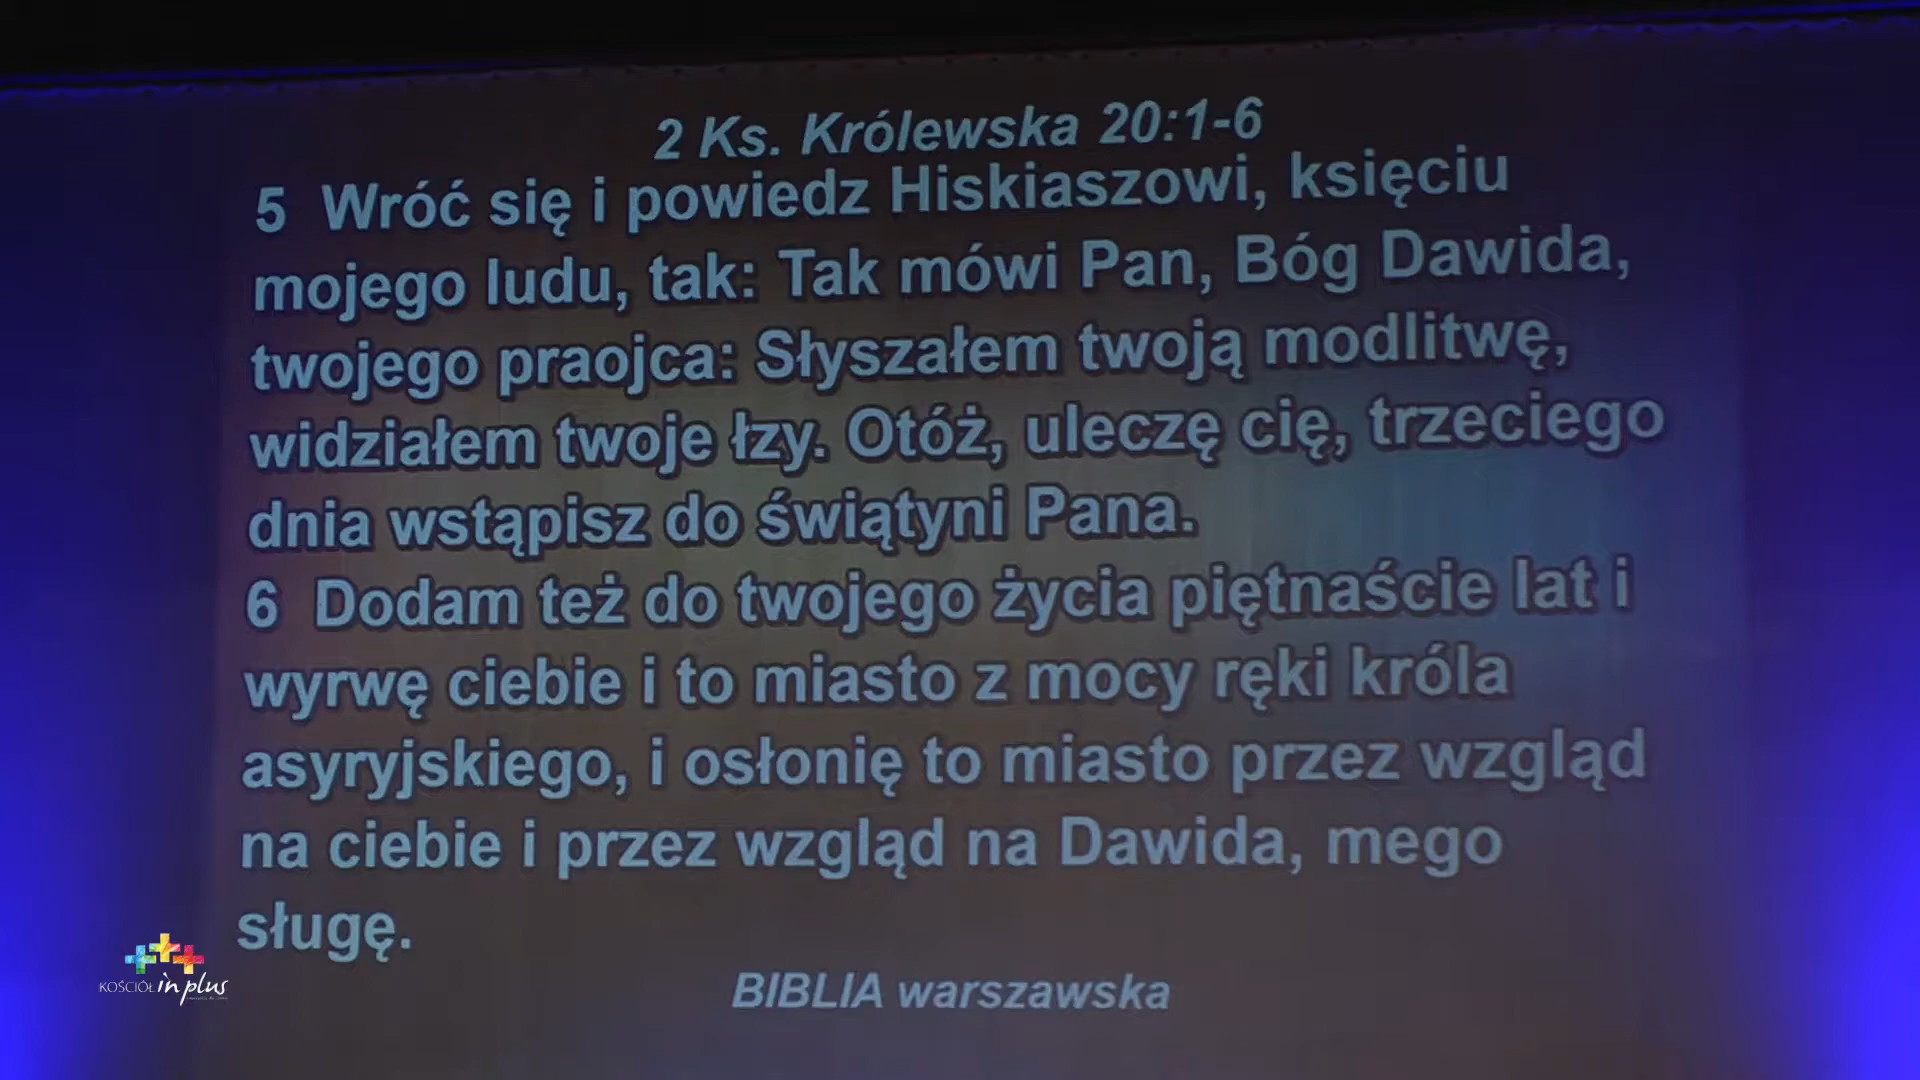 2 Ks. Królewska 20:1-6
5 Wróć się i powiedz Hiskiaszowi, księciu
mojego ludu, tak: Tak mówi Pan, Bóg Dawida,
twojego praojca: Słyszałem twoją modlitwę,
widziałem twoje łzy. Otóż, uleczę cię, trzeciego
dnia wstąpisz do świątyni Pana.
6 Dodam też do twojego życia piętnaście lat i
wyrwę ciebie i to miasto z mocy ręki króla
asyryjskiego, i osłonię to miasto przez wzgląd
na ciebie i przez wzgląd na Dawida, mego
sługę.
BIBLIA warszawska
KOŚCIÓŁ in plus